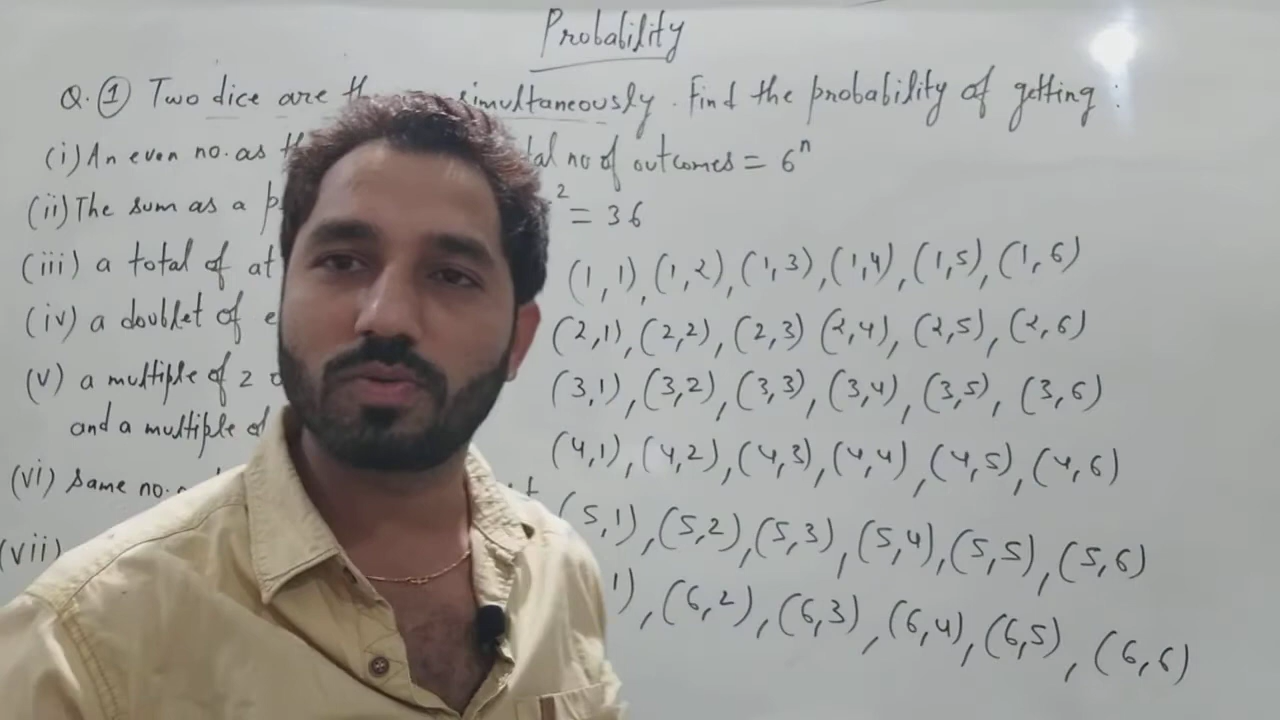 Probability
Q. ① Two dice are simultaneously. Find the probability of getting :
(i) An even no. as no of outcomes = 6ⁿ
(ii) The sum as a ² = 36
(iii) a total of at (1,1), (1,2), (1,3), (1,4), (1,5), (1,6)
(iv) a doublet of (2,1), (2,2), (2,3) (2,4), (2,5), (2,6)
(v) a multiple of 2 (3,1), (3,2), (3,3), (3,4), (3,5), (3,6)
and a multiple of (4,1), (4,2), (4,3), (4,4), (4,5), (4,6)
(vi) Same no. (5,1), (5,2), (5,3), (5,4), (5,5), (5,6)
(vii) 1), (6,2), (6,3), (6,4), (6,5), (6,6)